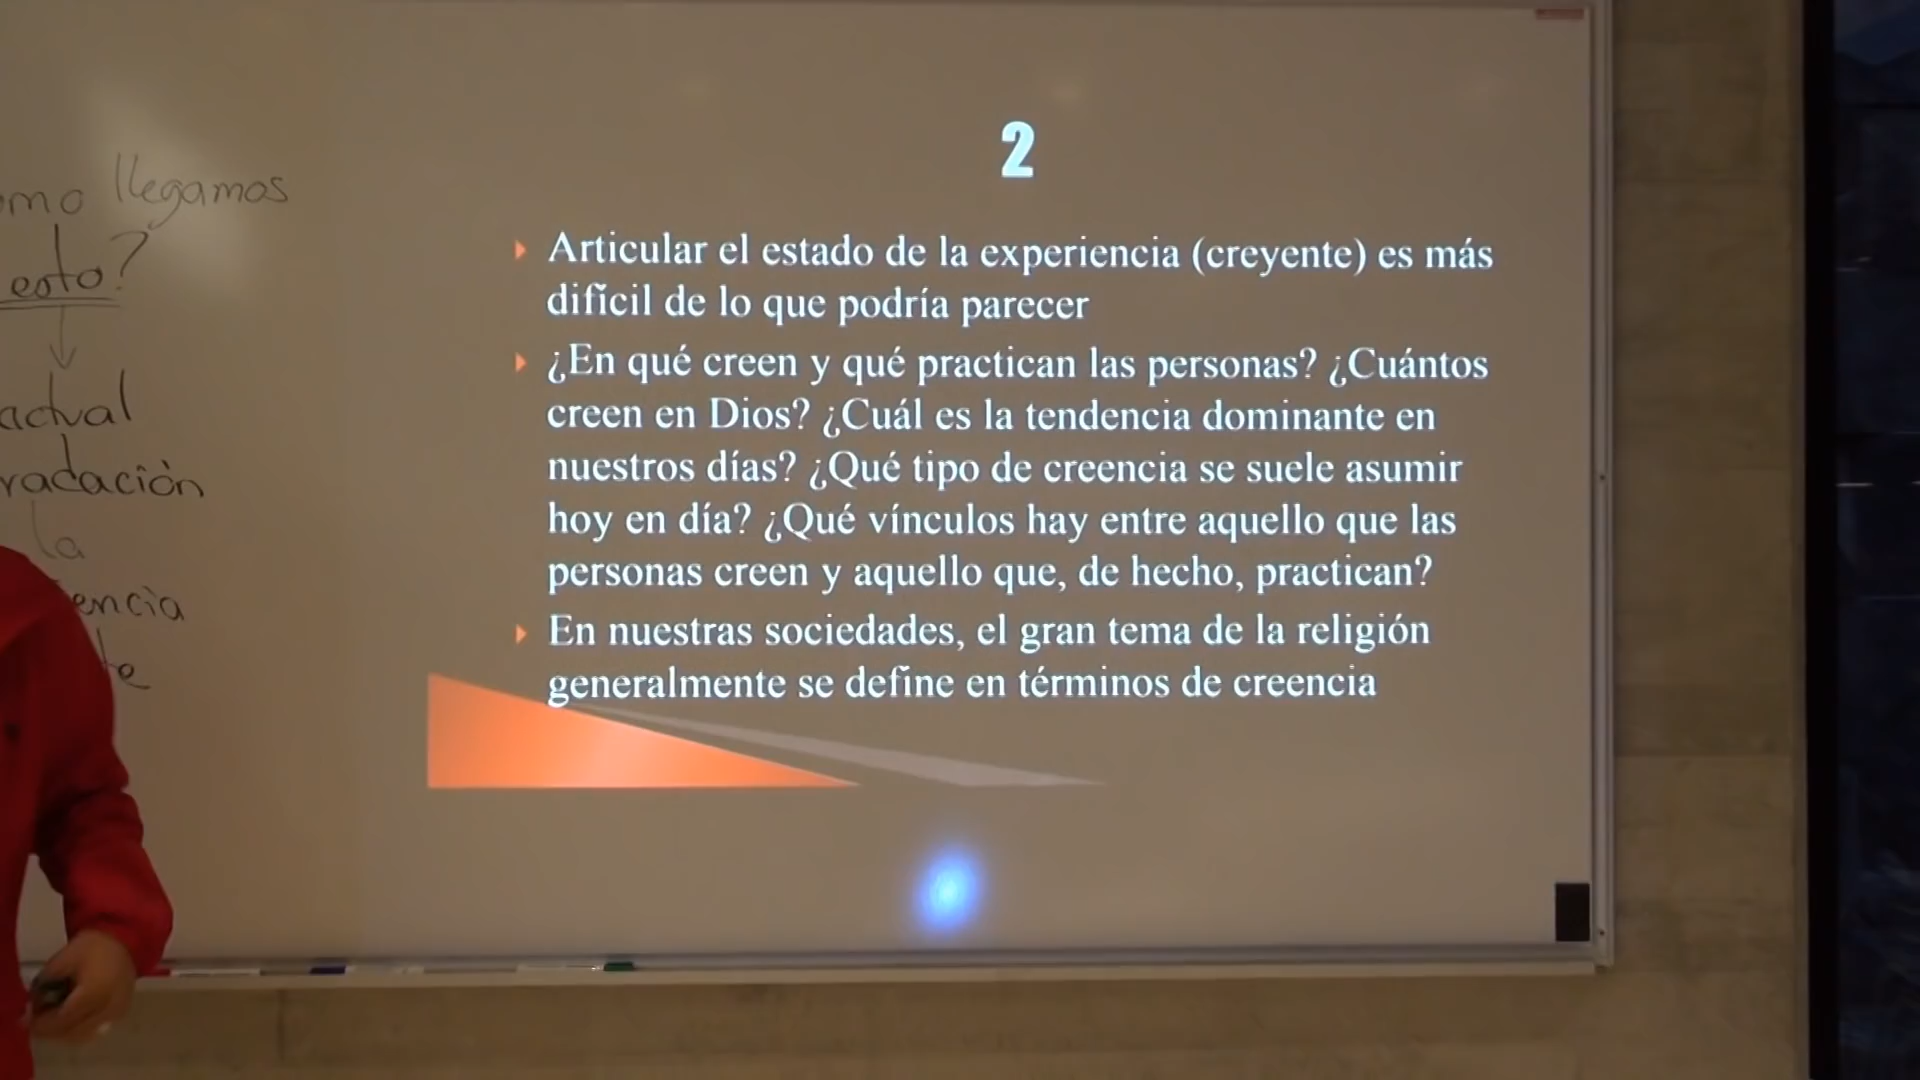 llegamos
esto?
actual
la
2
Articular el estado de la experiencia (creyente) es más
difícil de lo que podría parecer
¿En qué creen y qué practican las personas? ¿Cuántos
creen en Dios? ¿Cuál es la tendencia dominante en
nuestros días? ¿Qué tipo de creencia se suele asumir
hoy en día? ¿Qué vínculos hay entre aquello que las
personas creen y aquello que, de hecho, practican?
En nuestras sociedades, el gran tema de la religión
generalmente se define en términos de creencia